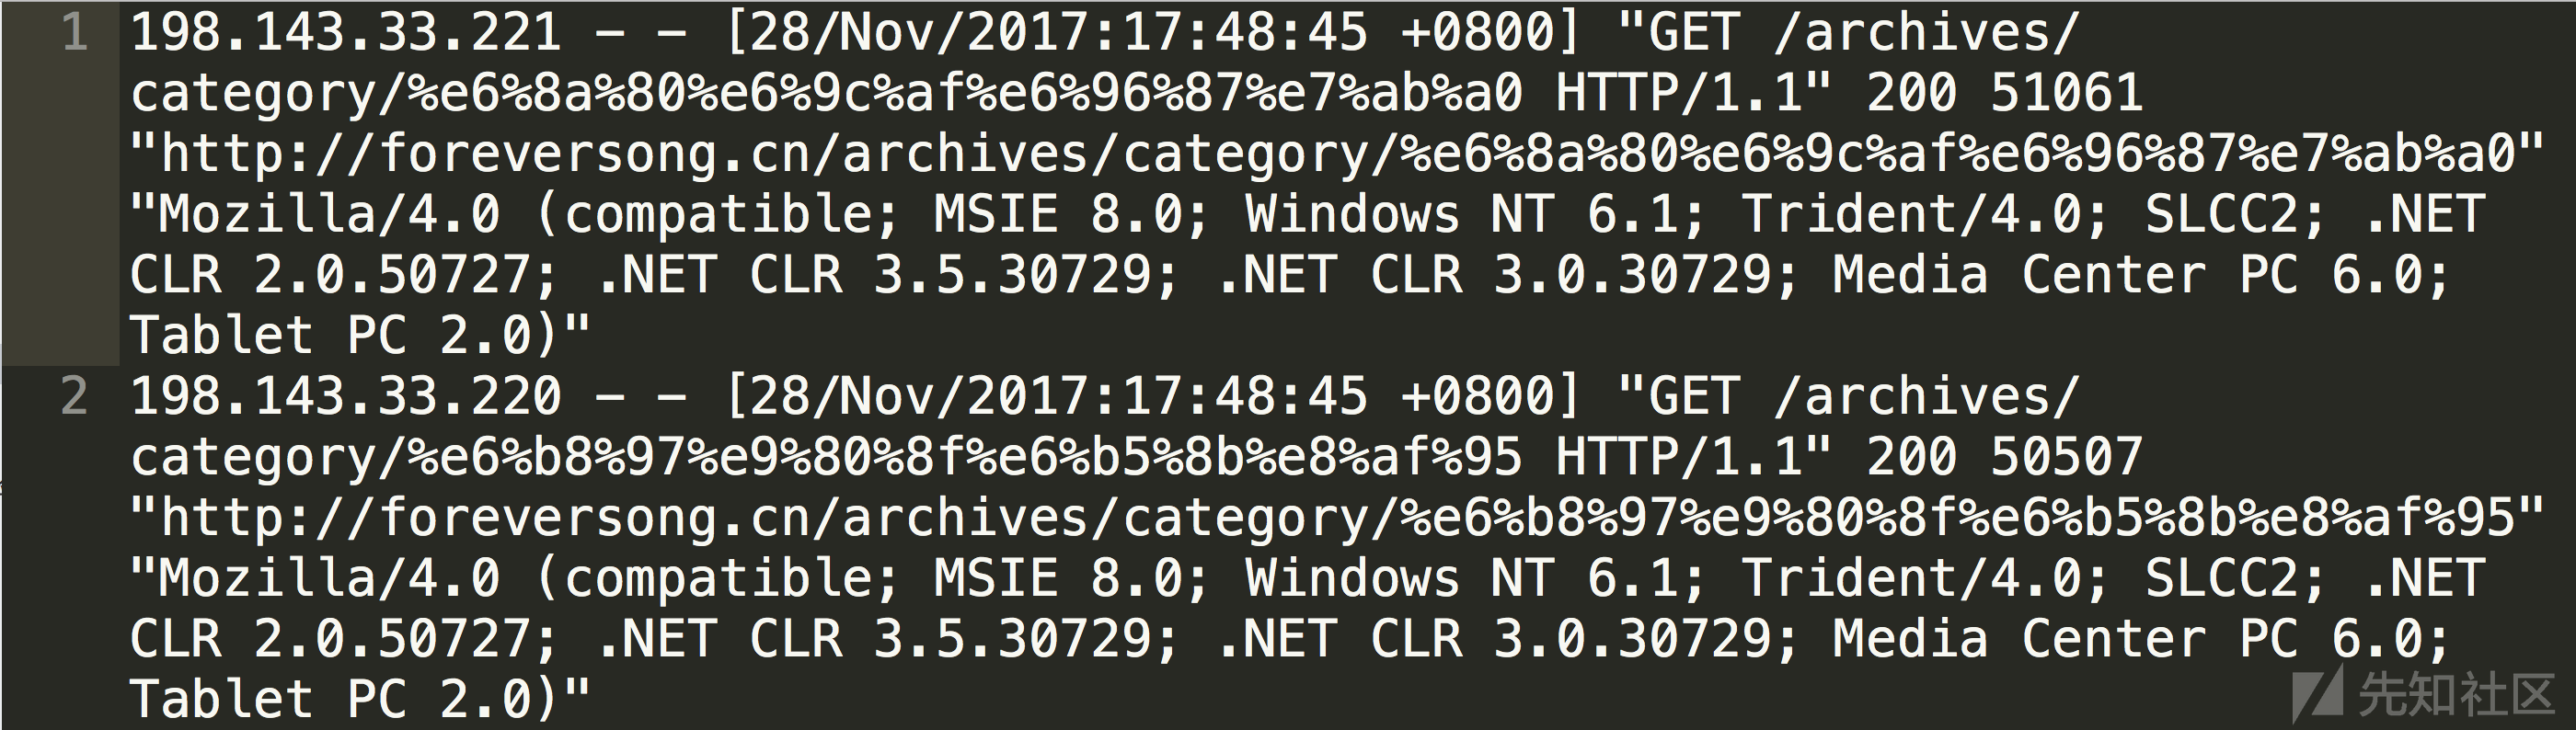 1 198.143.33.221 – – [28/Nov/2017:17:48:45 +0800] "GET /archives/
category/%e6%8a%80%e6%9c%af%e6%96%87%e7%ab%a0 HTTP/1.1" 200 51061
"http://foreversong.cn/archives/category/%e6%8a%80%e6%9c%af%e6%96%87%e7%ab%a0"
"Mozilla/4.0 (compatible; MSIE 8.0; Windows NT 6.1; Trident/4.0; SLCC2; .NET
CLR 2.0.50727; .NET CLR 3.5.30729; .NET CLR 3.0.30729; Media Center PC 6.0;
Tablet PC 2.0)"
2 198.143.33.220 – – [28/Nov/2017:17:48:45 +0800] "GET /archives/
category/%e6%b8%97%e9%80%8f%e6%b5%8b%e8%af%95 HTTP/1.1" 200 50507
"http://foreversong.cn/archives/category/%e6%b8%97%e9%80%8f%e6%b5%8b%e8%af%95"
"Mozilla/4.0 (compatible; MSIE 8.0; Windows NT 6.1; Trident/4.0; SLCC2; .NET
CLR 2.0.50727; .NET CLR 3.5.30729; .NET CLR 3.0.30729; Media Center PC 6.0;
Tablet PC 2.0)"
先知社区